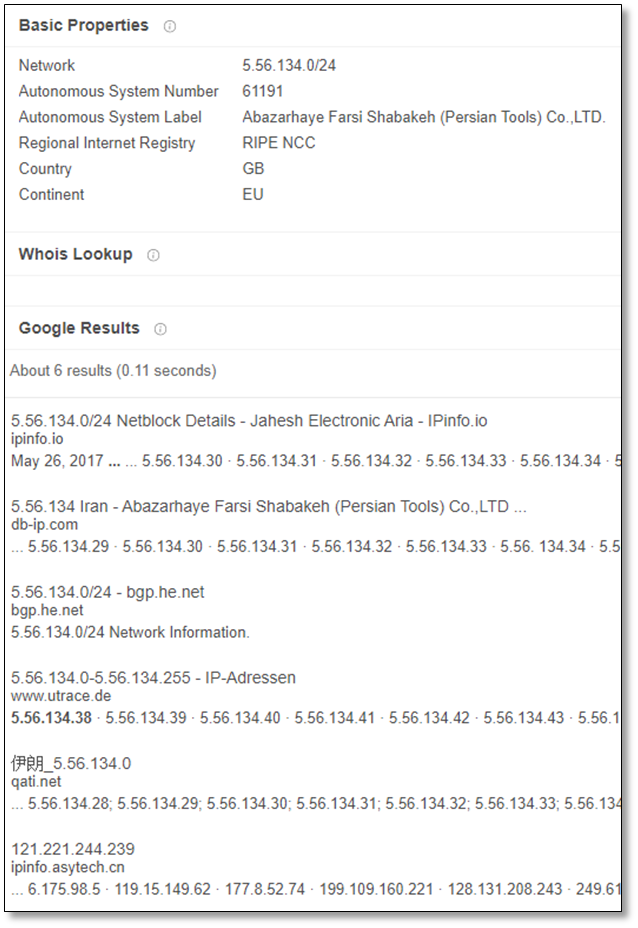 Basic Properties
Network 5.56.134.0/24
Autonomous System Number 61191
Autonomous System Label Abazarhaye Farsi Shabakeh (Persian Tools) Co.,LTD.
Regional Internet Registry RIPE NCC
Country GB
Continent EU
Whois Lookup
Google Results
About 6 results (0.11 seconds)
5.56.134.0/24 Netblock Details - Jahesh Electronic Aria - IPinfo.io
ipinfo.io
May 26, 2017 ... ... 5.56.134.30 · 5.56.134.31 · 5.56.134.32 · 5.56.134.33 · 5.56.134.34 · 5
5.56.134 Iran - Abazarhaye Farsi Shabakeh (Persian Tools) Co.,LTD ...
db-ip.com
... 5.56.134.29 · 5.56.134.30 · 5.56.134.31 · 5.56.134.32 · 5.56.134.33 · 5.56. 134.34 · 5.5
5.56.134.0/24 - bgp.he.net
bgp.he.net
5.56.134.0/24 Network Information.
5.56.134.0-5.56.134.255 - IP-Adressen
www.utrace.de
5.56.134.38 · 5.56.134.39 · 5.56.134.40 · 5.56.134.41 · 5.56.134.42 · 5.56.134.43 · 5.56.1
伊朗_5.56.134.0
qati.net
... 5.56.134.28; 5.56.134.29; 5.56.134.30; 5.56.134.31; 5.56.134.32; 5.56.134.33; 5.56.134
121.221.244.239
ipinfo.asytech.cn
... 6.175.98.5 · 119.15.149.62 · 177.8.52.74 · 199.109.160.221 · 128.131.208.243 · 249.61